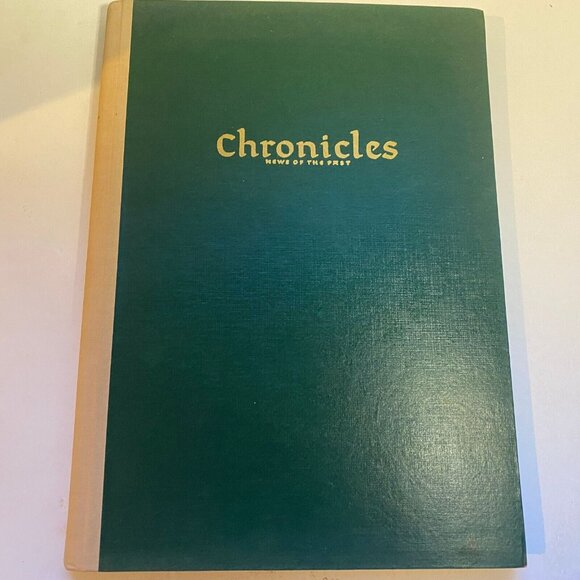 Chronicles
NEWS OF THE PAST